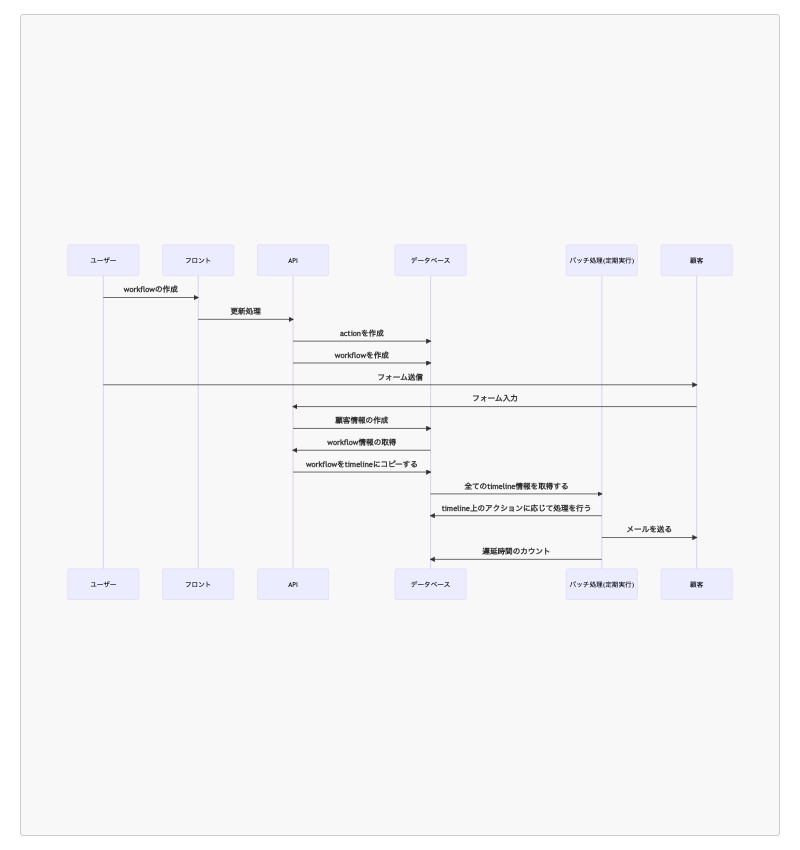 ユーザー
フロント
API
データベース
バッチ処理(定期実行)
顧客
workflowの作成
更新処理
actionを作成
workflowを作成
フォーム送信
フォーム入力
顧客情報の作成
workflow情報の取得
workflowをtimelineにコピーする
全てのtimeline情報を取得する
timeline上のアクションに応じて処理を行う
メールを送る
遅延時間のカウント
ユーザー
フロント
API
データベース
バッチ処理(定期実行)
顧客